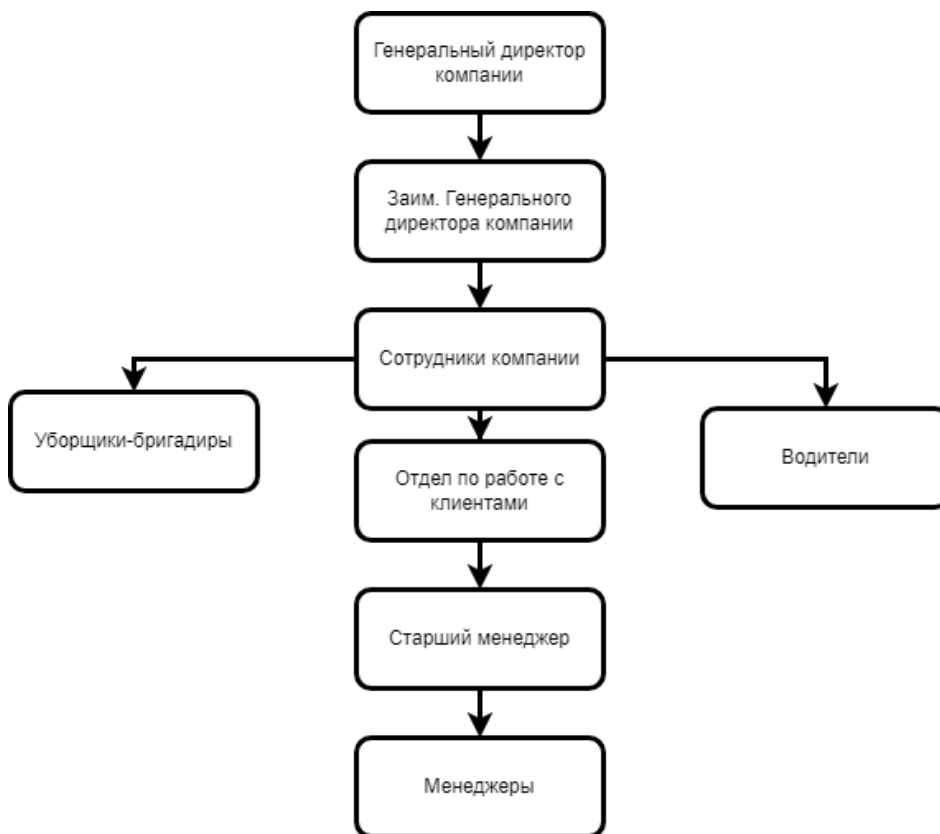 Генеральный директор
компании
Заим. Генерального
директора компании
Сотрудники компании
Уборщики-бригадиры
Водители
Отдел по работе с
клиентами
Старший менеджер
Менеджеры